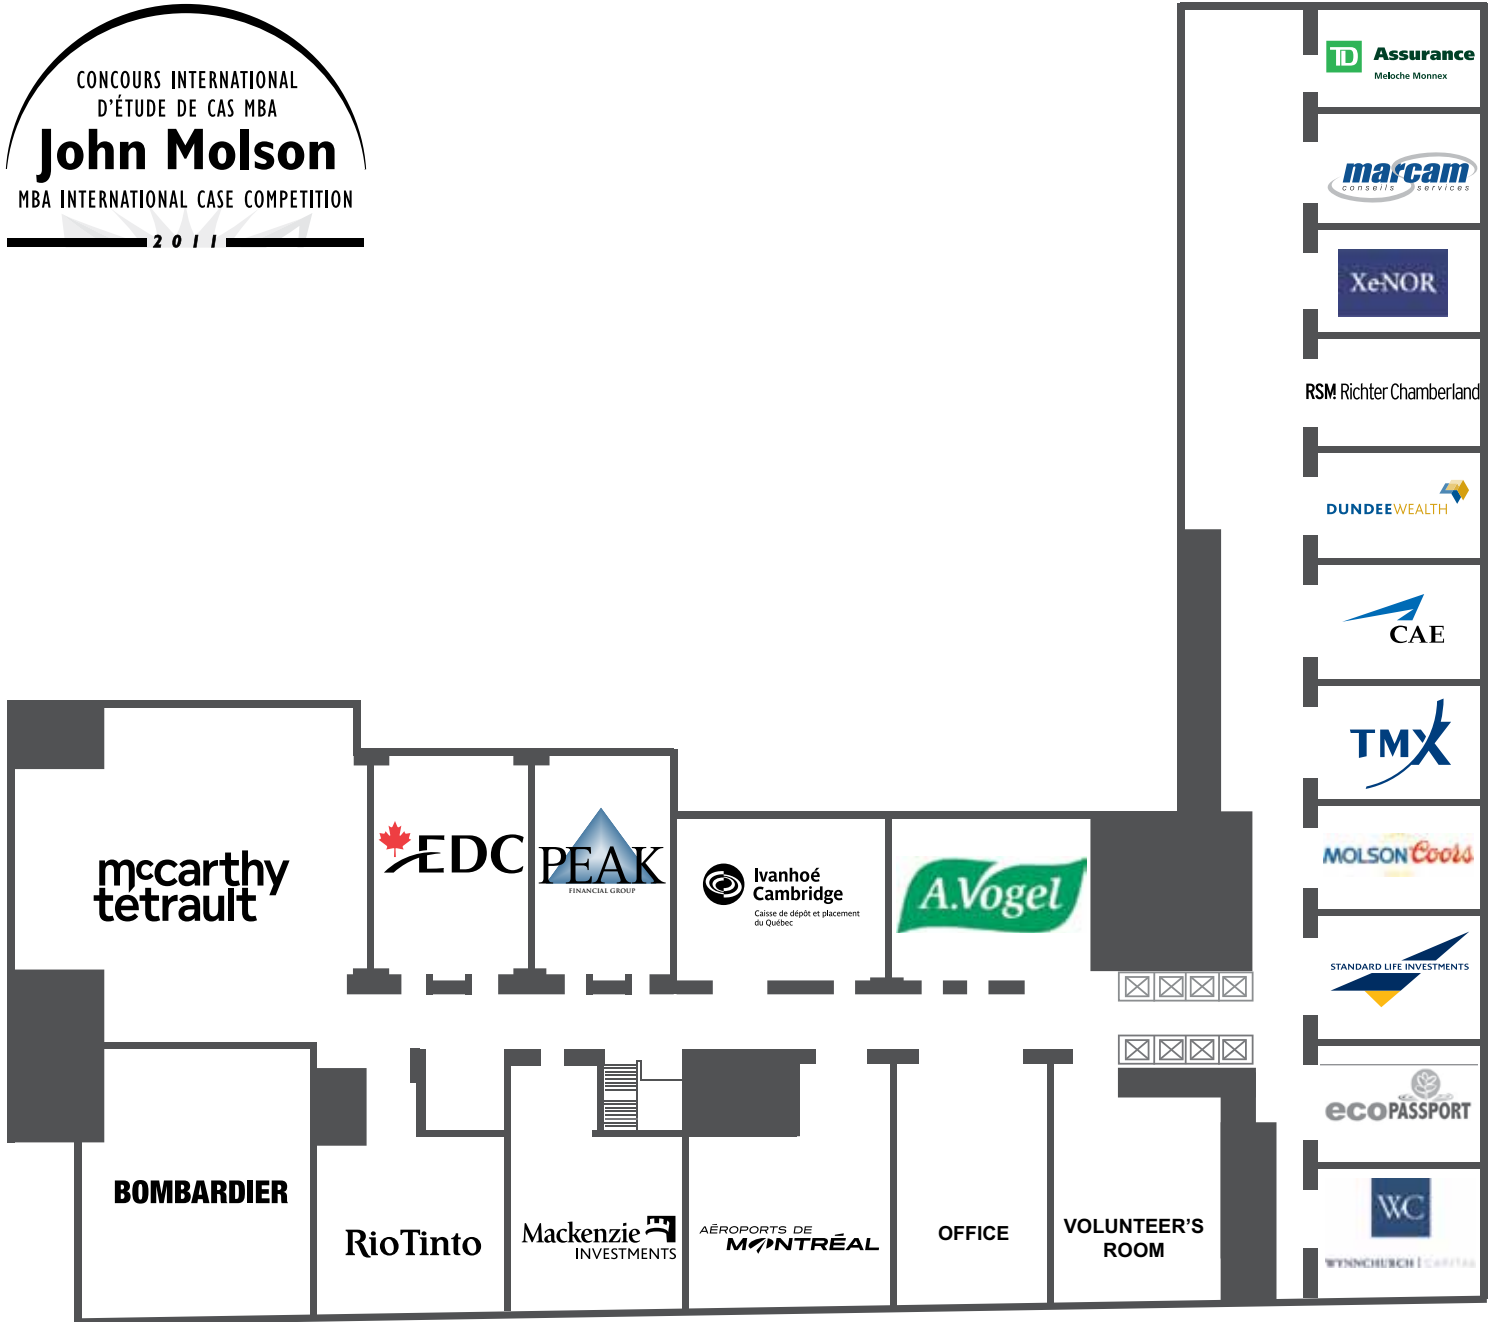 CONCOURS INTERNATIONAL
D'ÉTUDE DE CAS MBA
John Molson
MBA INTERNATIONAL CASE COMPETITION
2011
TD Assurance
Meloche Monnex
marcam
conseils services
XeNOR
RSM! Richter Chamberland
DUNDEEWEALTH
CAE
TMX
MOLSON Coors
STANDARD LIFE INVESTMENTS
ecoPASSPORT
WC
WYNNCHURCH | CAPITAL
mccarthy
tétrault
EDC
PEAK
FINANCIAL GROUP
Ivanhoé
Cambridge
Caisse de dépôt et placement
du Québec
A.Vogel
BOMBARDIER
RioTinto
Mackenzie
INVESTMENTS
AÉROPORTS DE
MONTRÉAL
OFFICE
VOLUNTEER'S
ROOM